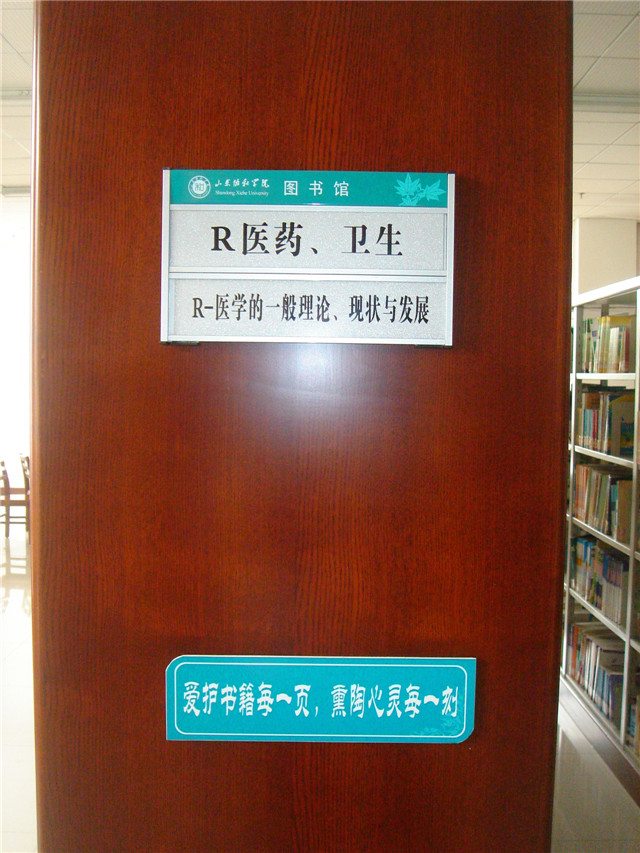 山东协和学院 图书馆
Shandong Xiehe University
R医药、卫生
R-医学的一般理论、现状与发展
爱护书籍每一页，熏陶心灵每一刻